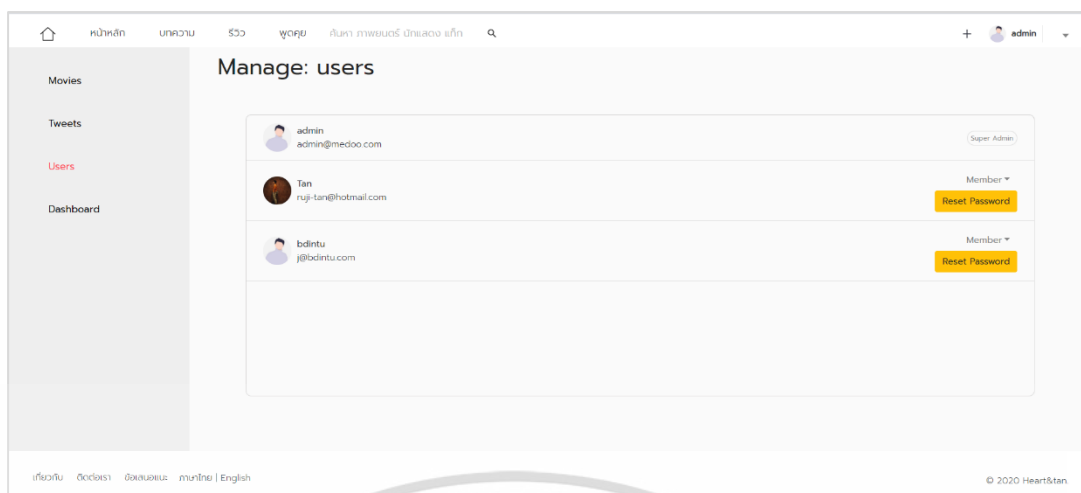 หน้าหลัก บทความ รีวิว พูดคุย ค้นหา ภาพยนตร์ นักแสดง แท็ก + admin
Manage: users
Movies
Tweets
Users
Dashboard
admin
admin@medoo.com
Super Admin
Tan
ruji-tan@hotmail.com
Member
Reset Password
bdintu
j@bdintu.com
Member
Reset Password
เกี่ยวกับ ติดต่อเรา ข้อเสนอแนะ ภาษาไทย | English
© 2020 Heart&tan.